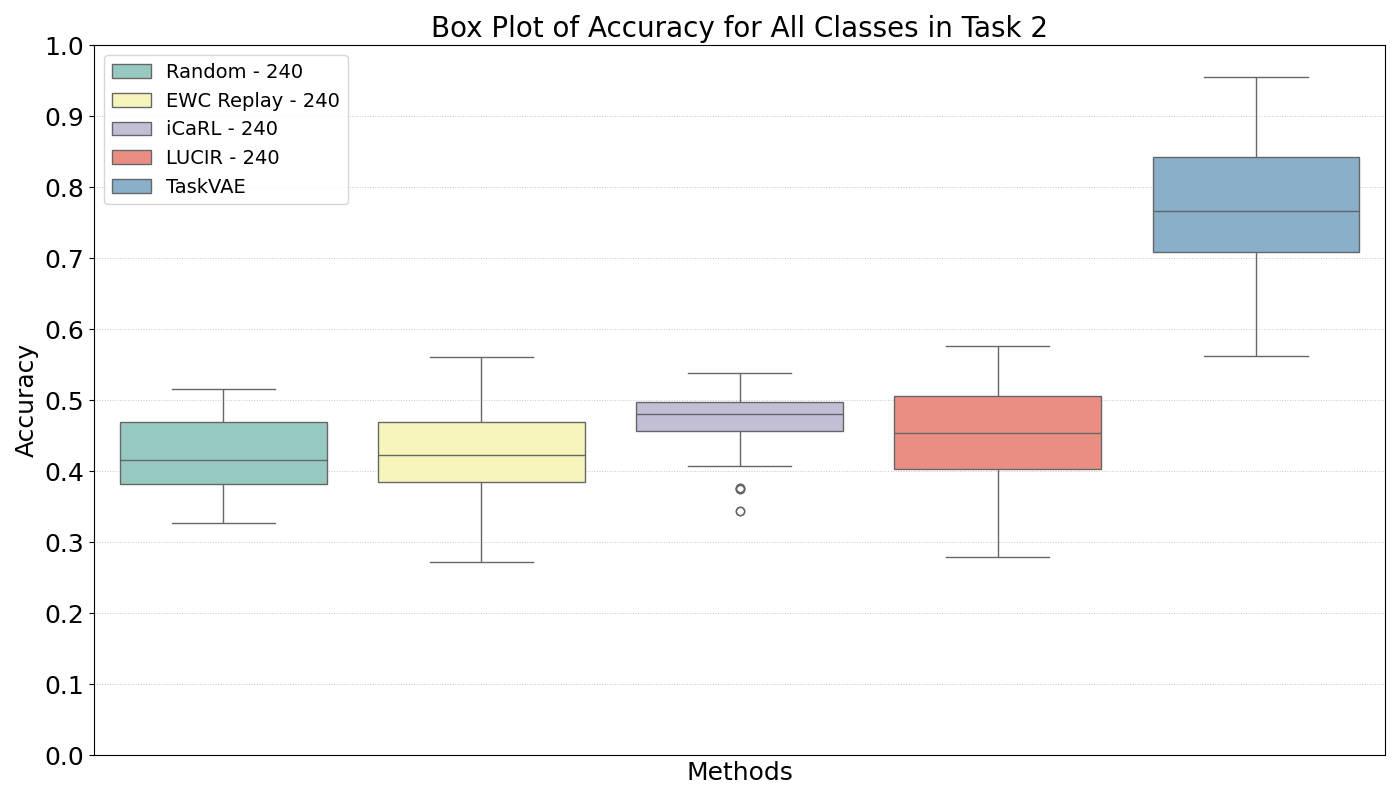 Box Plot of Accuracy for All Classes in Task 2
1.0
0.9
0.8
0.7
0.6
0.5
0.4
0.3
0.2
0.1
0.0
Accuracy
Random - 240
EWC Replay - 240
iCaRL - 240
LUCIR - 240
TaskVAE
Methods